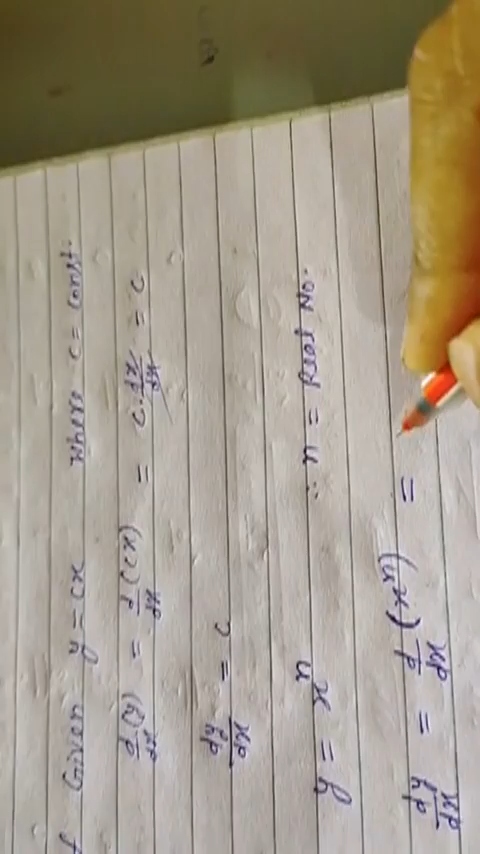 f Given y = cx where c = const.
d/dx (y) = d/dx (cx) = c. dx/dx = c
dy/dx = c
y = x^n ∴ n = Real No.
dy/dx = d/dx (x^n) =